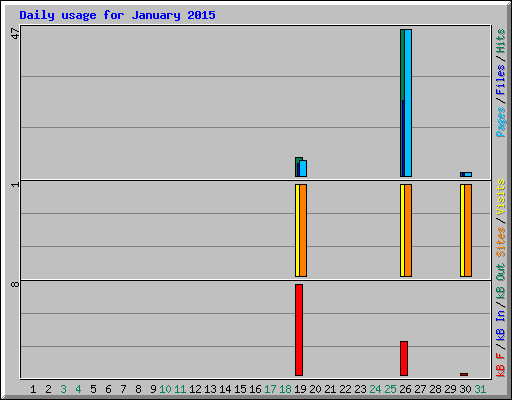 Daily usage for January 2015
47
Pages / Files / Hits
1
Sites / Visits
8
kB F / kB In / kB Out
1 2 3 4 5 6 7 8 9 10 11 12 13 14 15 16 17 18 19 20 21 22 23 24 25 26 27 28 29 30 31